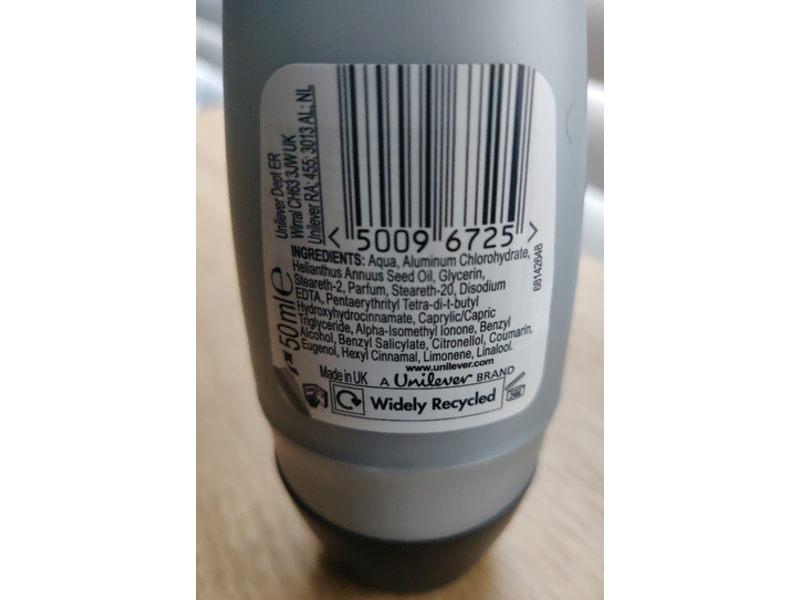 Unilever Dept ER
Wirral CH63 3JW UK
Unilever RA: 455; 3013 AL; NL
< 5009 6725 >
INGREDIENTS: Aqua, Aluminum Chlorohydrate,
Helianthus Annuus Seed Oil, Glycerin,
Steareth-2, Parfum, Steareth-20, Disodium
EDTA, Pentaerythrityl Tetra-di-t-butyl
Hydroxyhydrocinnamate, Caprylic/Capric
Triglyceride, Alpha-Isomethyl Ionone, Benzyl
Alcohol, Benzyl Salicylate, Citronellol, Coumarin,
Eugenol, Hexyl Cinnamal, Limonene, Linalool.
68142648
50 ml e
www.unilever.com
Made in UK A Unilever BRAND
Widely Recycled